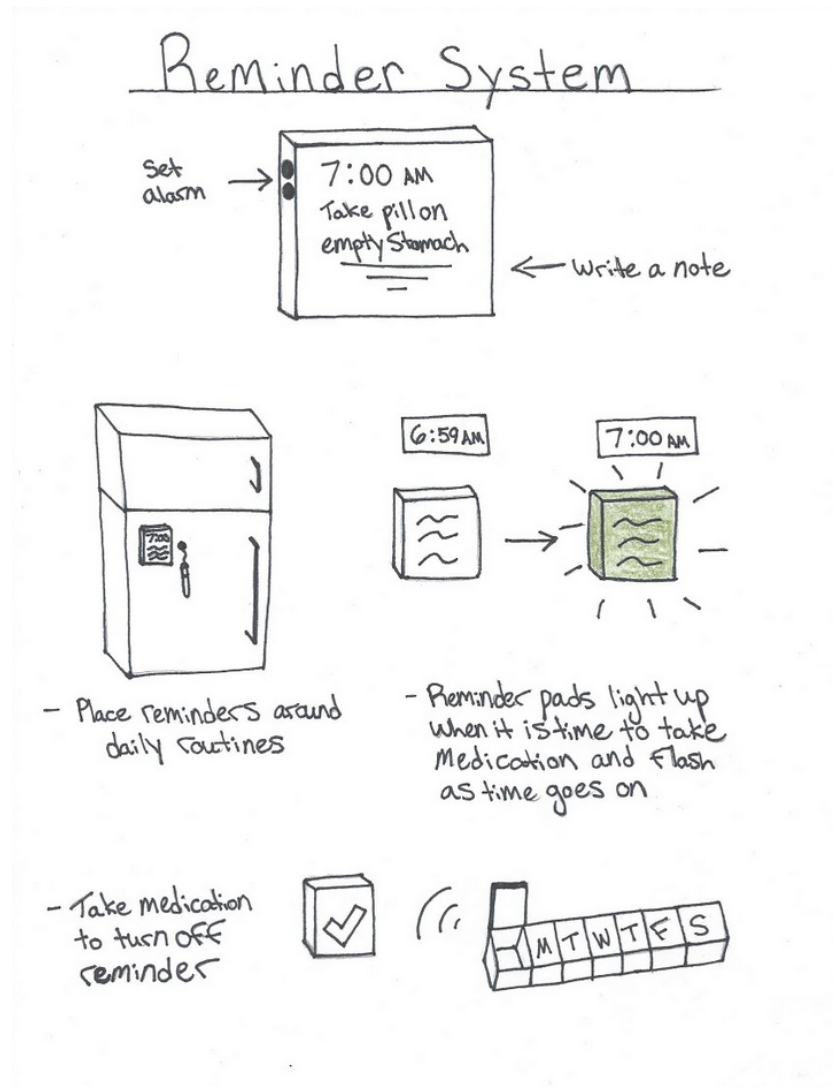 Reminder System
Set
alarm
7:00 AM
Take pill on
empty Stomach
Write a note
6:59 AM
7:00 AM
7:00
- Place reminders around
daily routines
- Reminder pads light up
when it is time to take
Medication and flash
as time goes on
- Take medication
to turn off
reminder
M T W T F S